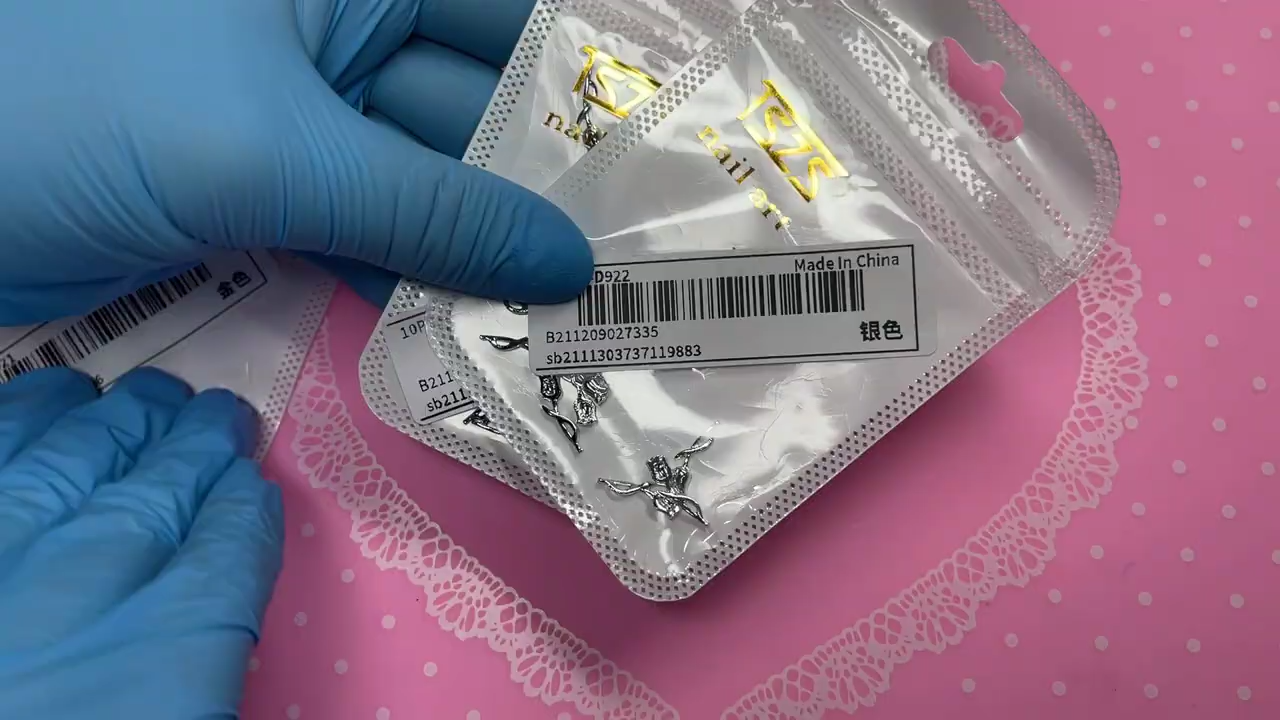 nail art
D922
Made In China
B211209027335
sb2111303737119883
银色
10P
B211
sb211
金色